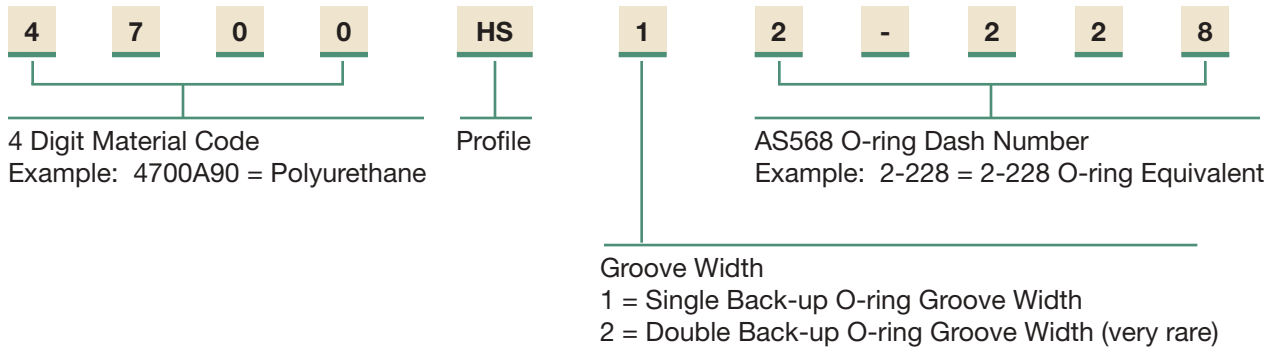 4 7 0 0 HS 1 2 - 2 2 8
4 Digit Material Code
Example: 4700A90 = Polyurethane
Profile
AS568 O-ring Dash Number
Example: 2-228 = 2-228 O-ring Equivalent
Groove Width
1 = Single Back-up O-ring Groove Width
2 = Double Back-up O-ring Groove Width (very rare)